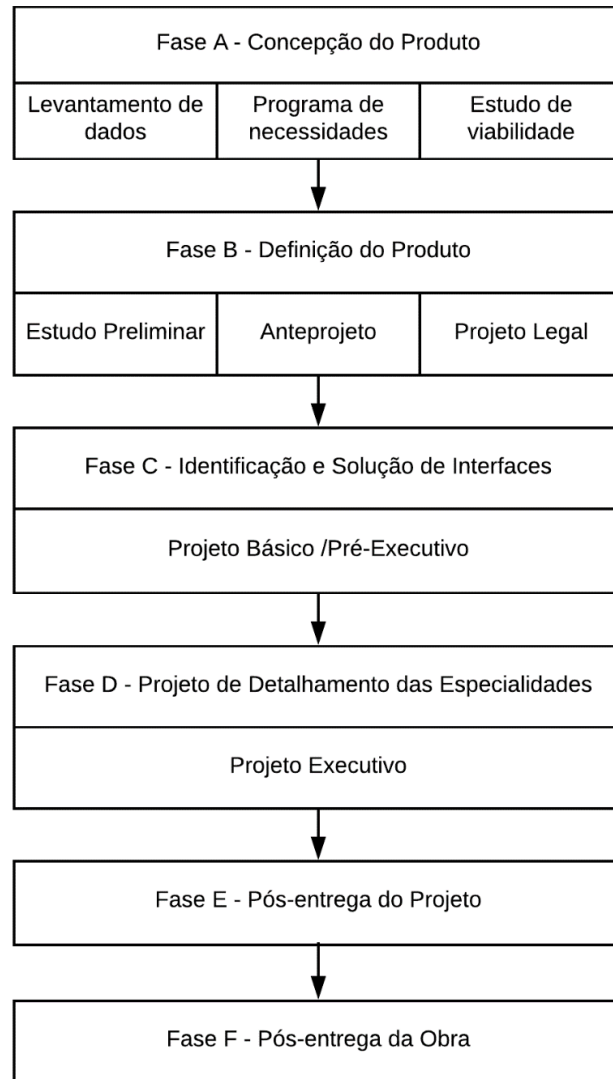 Fase A - Concepção do Produto
Levantamento de
dados
Programa de
necessidades
Estudo de
viabilidade
Fase B - Definição do Produto
Estudo Preliminar
Anteprojeto
Projeto Legal
Fase C - Identificação e Solução de Interfaces
Projeto Básico /Pré-Executivo
Fase D - Projeto de Detalhamento das Especialidades
Projeto Executivo
Fase E - Pós-entrega do Projeto
Fase F - Pós-entrega da Obra